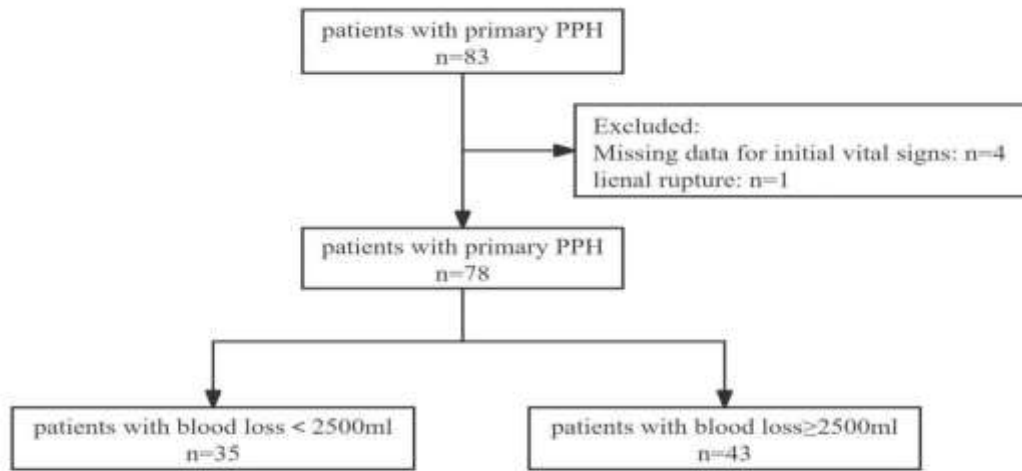 patients with primary PPH
n=83
Excluded:
Missing data for initial vital signs: n=4
lienal rupture: n=1
patients with primary PPH
n=78
patients with blood loss < 2500ml
n=35
patients with blood loss≥2500ml
n=43